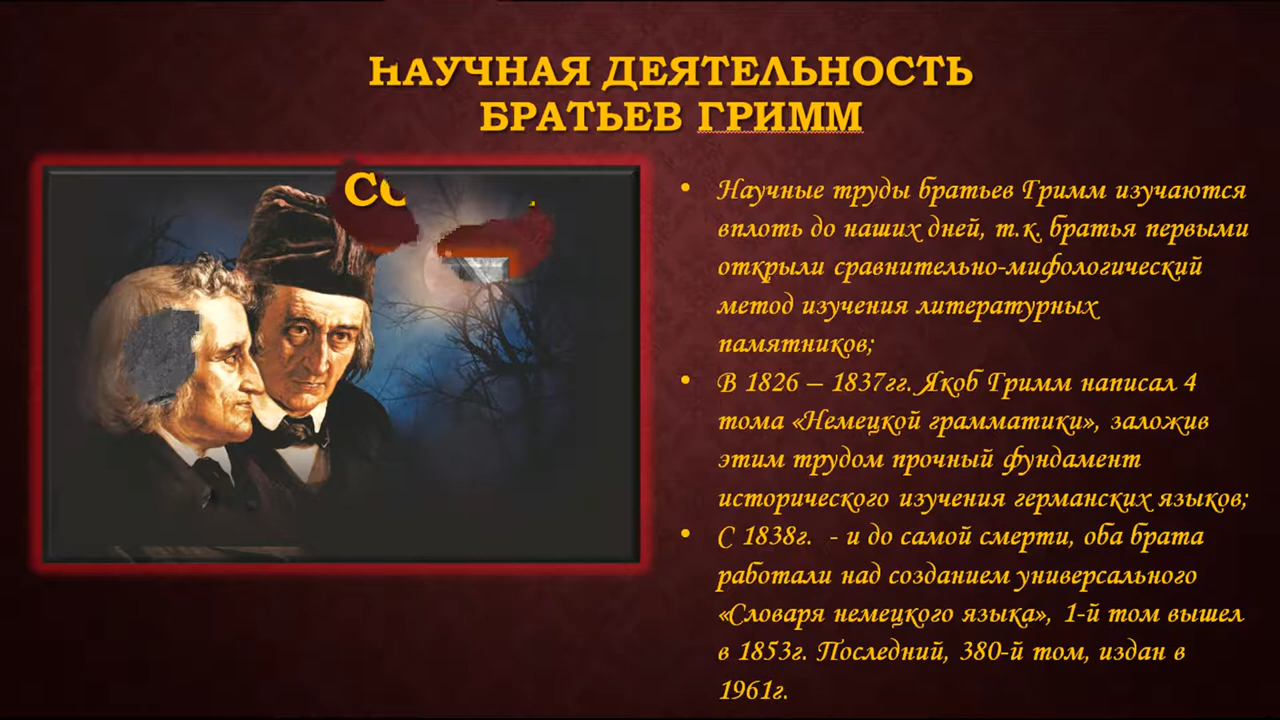 НАУЧНАЯ ДЕЯТЕЛЬНОСТЬ
БРАТЬЕВ ГРИММ
• Научные труды братьев Гримм изучаются
вплоть до наших дней, т.к. братья первыми
открыли сравнительно-мифологический
метод изучения литературных
памятников;
• В 1826 – 1837гг. Якоб Гримм написал 4
тома «Немецкой грамматики», заложив
этим трудом прочный фундамент
исторического изучения германских языков;
• С 1838г. - и до самой смерти, оба брата
работали над созданием универсального
«Словаря немецкого языка», 1-й том вышел
в 1853г. Последний, 380-й том, издан в
1961г.